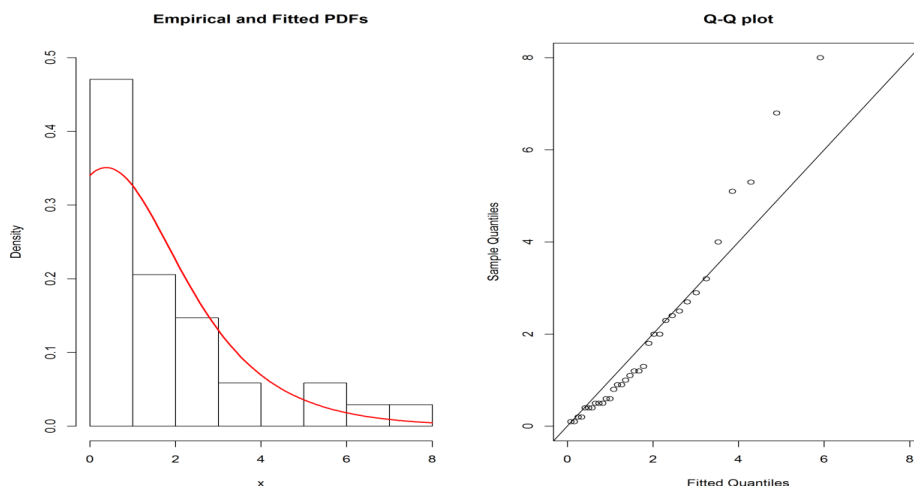 Empirical and Fitted PDFs
Density
0.0 0.1 0.2 0.3 0.4 0.5
0 2 4 6 8
x
Q-Q plot
Sample Quantiles
0 2 4 6 8
0 2 4 6 8
Fitted Quantiles